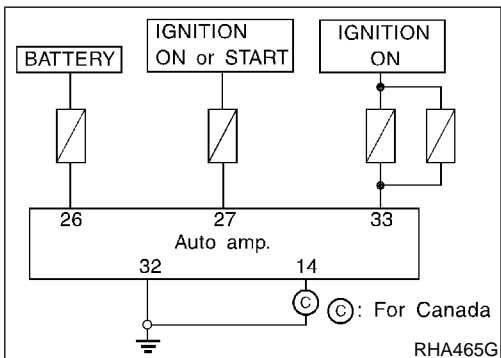 BATTERY
IGNITION
ON or START
IGNITION
ON
26 27 33
Auto amp.
32 14
C C: For Canada
RHA465G